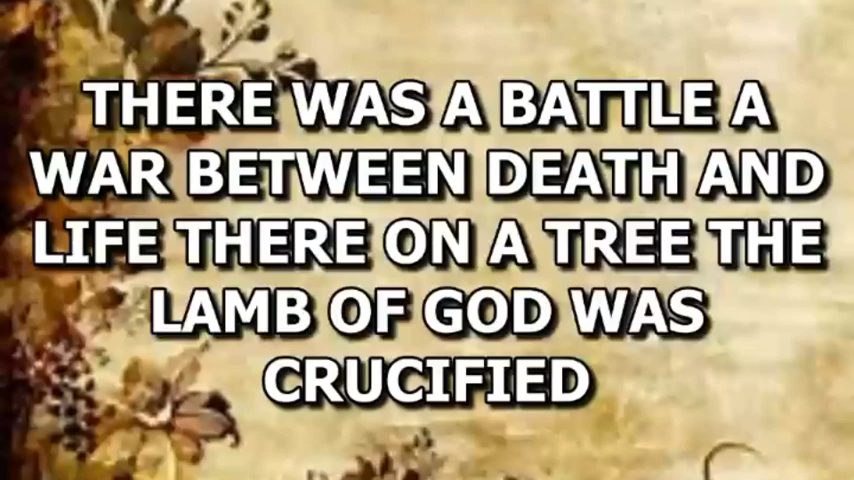 THERE WAS A BATTLE A
WAR BETWEEN DEATH AND
LIFE THERE ON A TREE THE
LAMB OF GOD WAS
CRUCIFIED